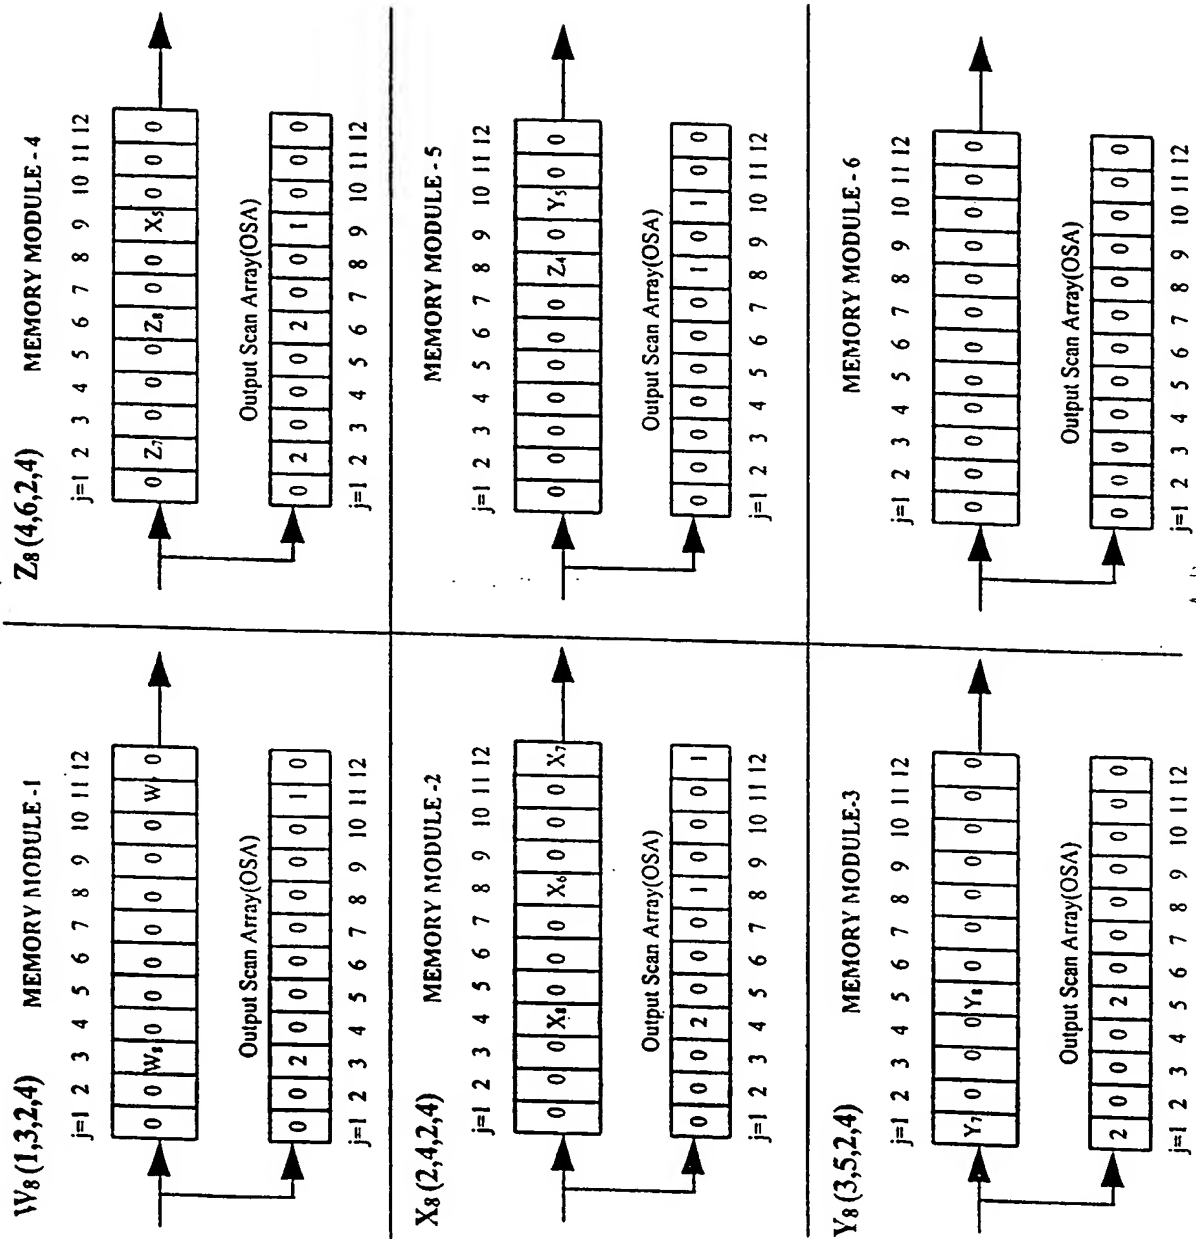 W8 (1,3,2,4) MEMORY MODULE -1
j=1 2 3 4 5 6 7 8 9 10 11 12
0 0 W8 0 0 0 0 0 0 0 W 0
Output Scan Array(OSA)
0 0 2 0 0 0 0 0 0 0 1 0
j=1 2 3 4 5 6 7 8 9 10 11 12
Z8 (4,6,2,4) MEMORY MODULE - 4
j=1 2 3 4 5 6 7 8 9 10 11 12
0 Z7 0 0 0 Z8 0 0 X5 0 0 0
Output Scan Array(OSA)
0 2 0 0 0 2 0 0 1 0 0 0
j=1 2 3 4 5 6 7 8 9 10 11 12
X8 (2,4,2,4) MEMORY MODULE -2
j=1 2 3 4 5 6 7 8 9 10 11 12
0 0 0 X8 0 0 0 X6 0 0 0 X7
Output Scan Array(OSA)
0 0 0 2 0 0 0 1 0 0 0 1
j=1 2 3 4 5 6 7 8 9 10 11 12
MEMORY MODULE - 5
j=1 2 3 4 5 6 7 8 9 10 11 12
0 0 0 0 0 0 0 Z4 0 Y5 0 0
Output Scan Array(OSA)
0 0 0 0 0 0 0 1 0 1 0 0
j=1 2 3 4 5 6 7 8 9 10 11 12
Y8 (3,5,2,4) MEMORY MODULE-3
j=1 2 3 4 5 6 7 8 9 10 11 12
Y7 0 0 0 Y8 0 0 0 0 0 0 0
Output Scan Array(OSA)
2 0 0 0 2 0 0 0 0 0 0 0
j=1 2 3 4 5 6 7 8 9 10 11 12
MEMORY MODULE - 6
j=1 2 3 4 5 6 7 8 9 10 11 12
0 0 0 0 0 0 0 0 0 0 0 0
Output Scan Array(OSA)
0 0 0 0 0 0 0 0 0 0 0 0
j=1 2 3 4 5 6 7 8 9 10 11 12